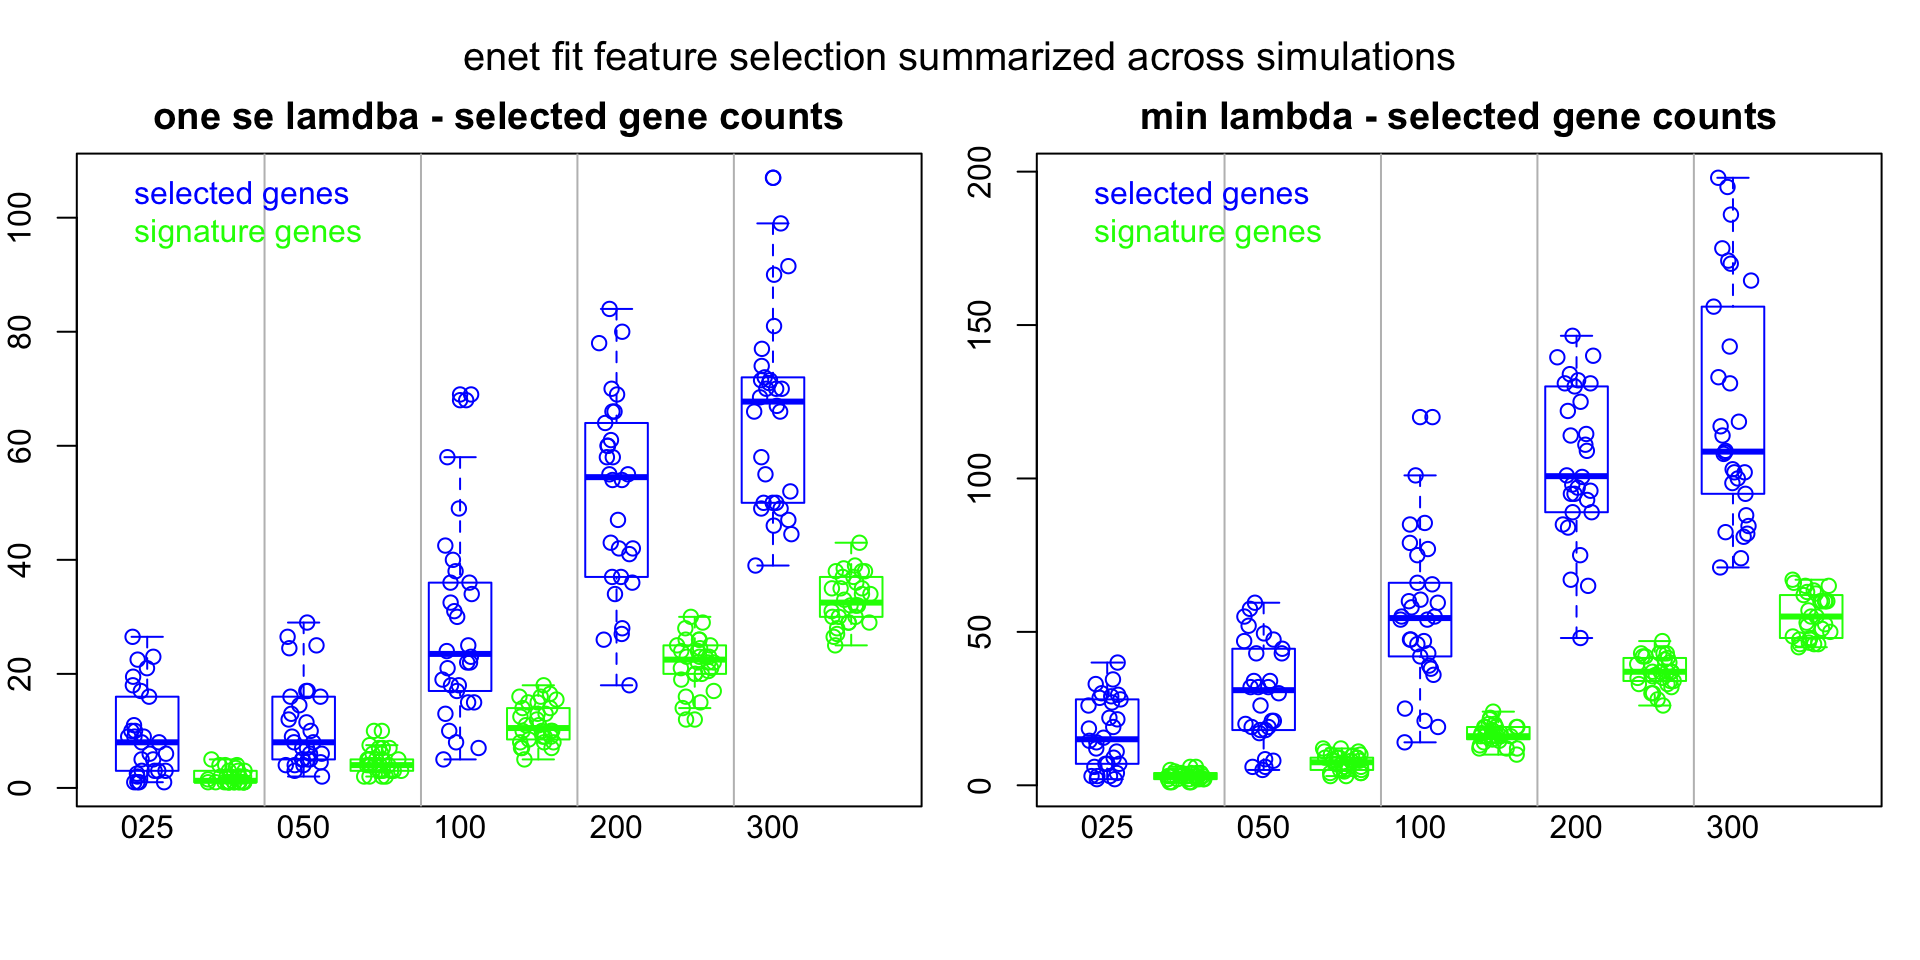 enet fit feature selection summarized across simulations
one se lamdba - selected gene counts
selected genes
signature genes
100
80
60
40
20
0
025 050 100 200 300
min lambda - selected gene counts
selected genes
signature genes
200
150
100
50
0
025 050 100 200 300